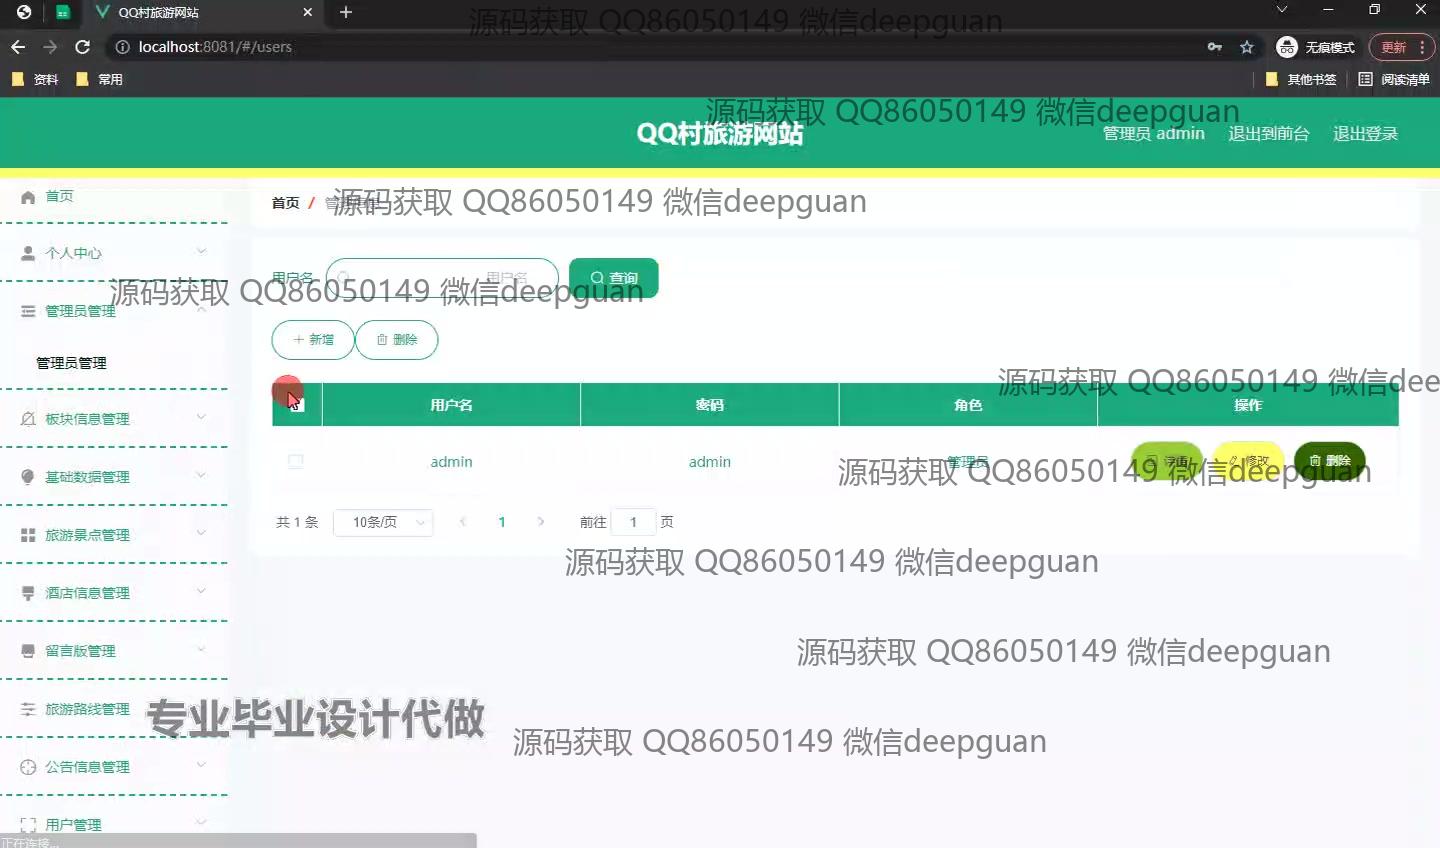 QQ村旅游网站
源码获取 QQ86050149 微信deepguan
localhost:8081/#/users
无痕模式
更新
资料
常用
其他书签
阅读清单
源码获取 QQ86050149 微信deepguan
QQ村旅游网站
管理员 admin
退出到前台
退出登录
首页
首页 /
源码获取 QQ86050149 微信deepguan
个人中心
用户名
用户名
查询
源码获取 QQ86050149 微信deepguan
管理员管理
新增
删除
管理员管理
源码获取 QQ86050149 微信dee
用户名
密码
角色
操作
板块信息管理
admin
admin
管理员
修改
删除
源码获取 QQ86050149 微信deepguan
基础数据管理
共 1 条
10条/页
1
前往
1
页
旅游景点管理
源码获取 QQ86050149 微信deepguan
酒店信息管理
留言版管理
源码获取 QQ86050149 微信deepguan
旅游路线管理
专业毕业设计代做
源码获取 QQ86050149 微信deepguan
公告信息管理
用户管理
正在连接...